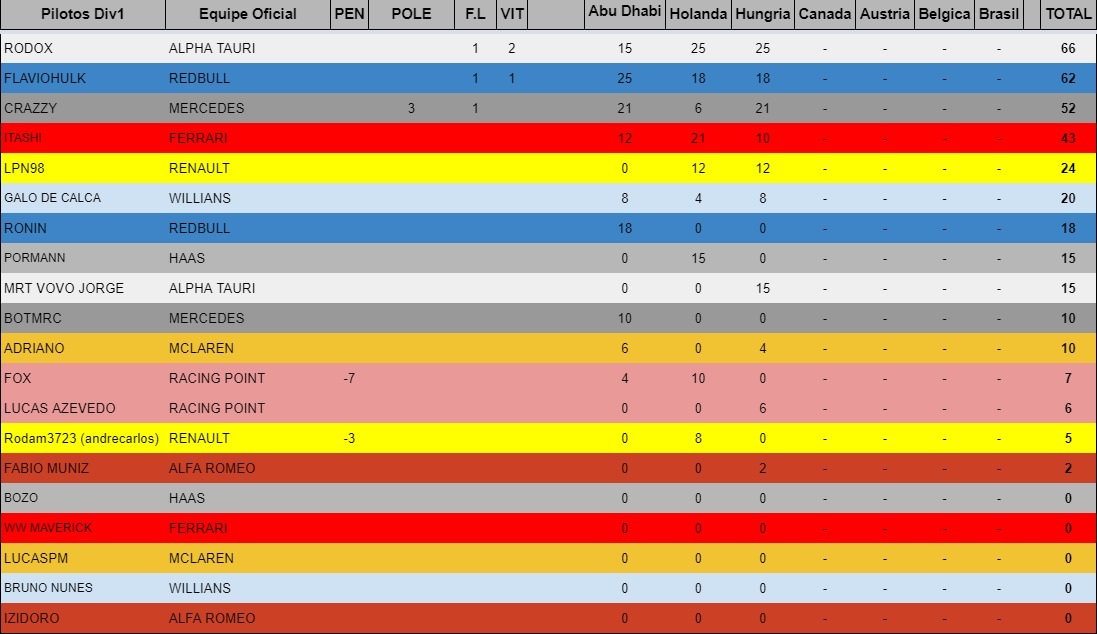 Pilotos Div1 Equipe Oficial PEN POLE F.L VIT Abu Dhabi Holanda Hungria Canada Austria Belgica Brasil TOTAL
RODOX ALPHA TAURI 1 2 15 25 25 - - - - 66
FLAVIOHULK REDBULL 1 1 25 18 18 - - - - 62
CRAZZY MERCEDES 3 1 21 6 21 - - - - 52
ITASHI FERRARI 12 21 10 - - - - 43
LPN98 RENAULT 0 12 12 - - - - 24
GALO DE CALCA WILLIANS 8 4 8 - - - - 20
RONIN REDBULL 18 0 0 - - - - 18
PORMANN HAAS 0 15 0 - - - - 15
MRT VOVO JORGE ALPHA TAURI 0 0 15 - - - - 15
BOTMRC MERCEDES 10 0 0 - - - - 10
ADRIANO MCLAREN 6 0 4 - - - - 10
FOX RACING POINT -7 4 10 0 - - - - 7
LUCAS AZEVEDO RACING POINT 0 0 6 - - - - 6
Rodam3723 (andrecarlos) RENAULT -3 0 8 0 - - - - 5
FABIO MUNIZ ALFA ROMEO 0 0 2 - - - - 2
BOZO HAAS 0 0 0 - - - - 0
WW MAVERICK FERRARI 0 0 0 - - - - 0
LUCASPM MCLAREN 0 0 0 - - - - 0
BRUNO NUNES WILLIANS 0 0 0 - - - - 0
IZIDORO ALFA ROMEO 0 0 0 - - - - 0